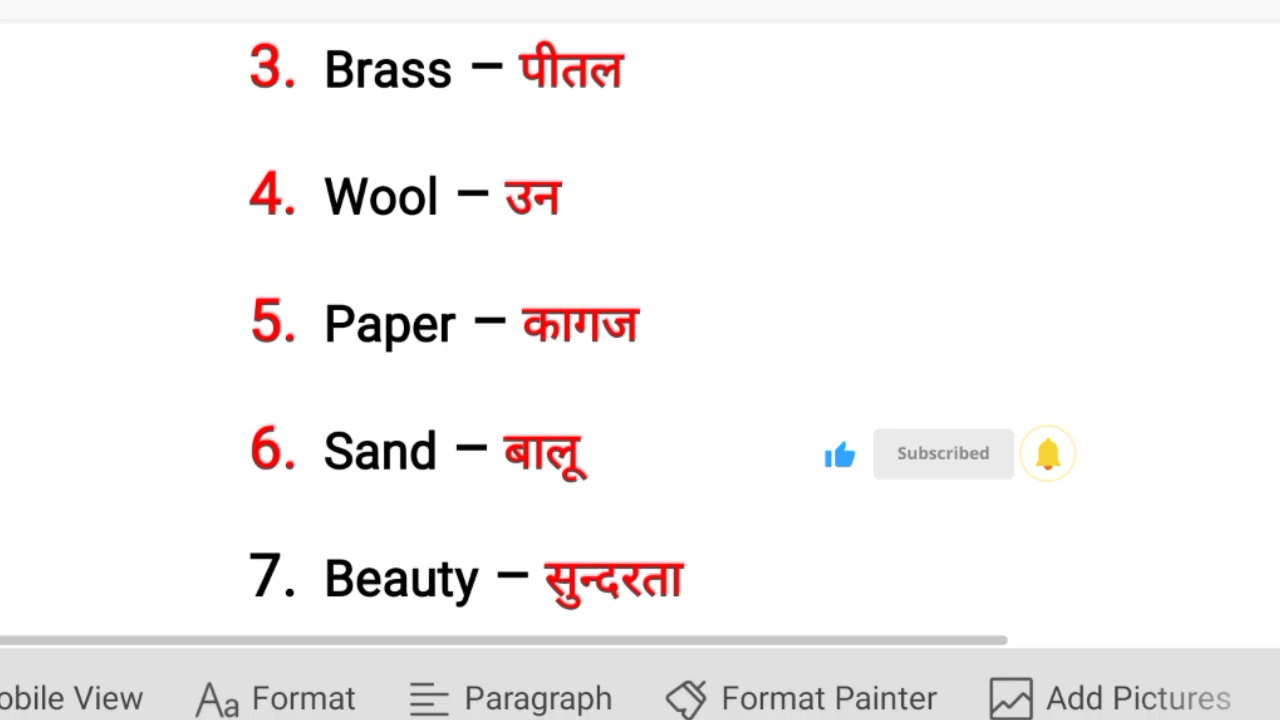 3. Brass – पीतल
4. Wool – उन
5. Paper – कागज
6. Sand – बालू
Subscribed
7. Beauty – सुन्दरता
obile View Format Paragraph Format Painter Add Pictures